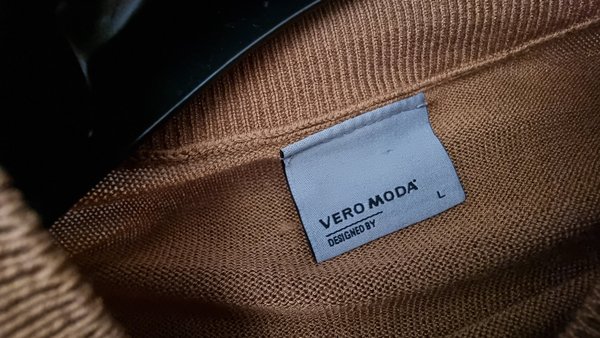 VERO MODA
DESIGNED BY
L